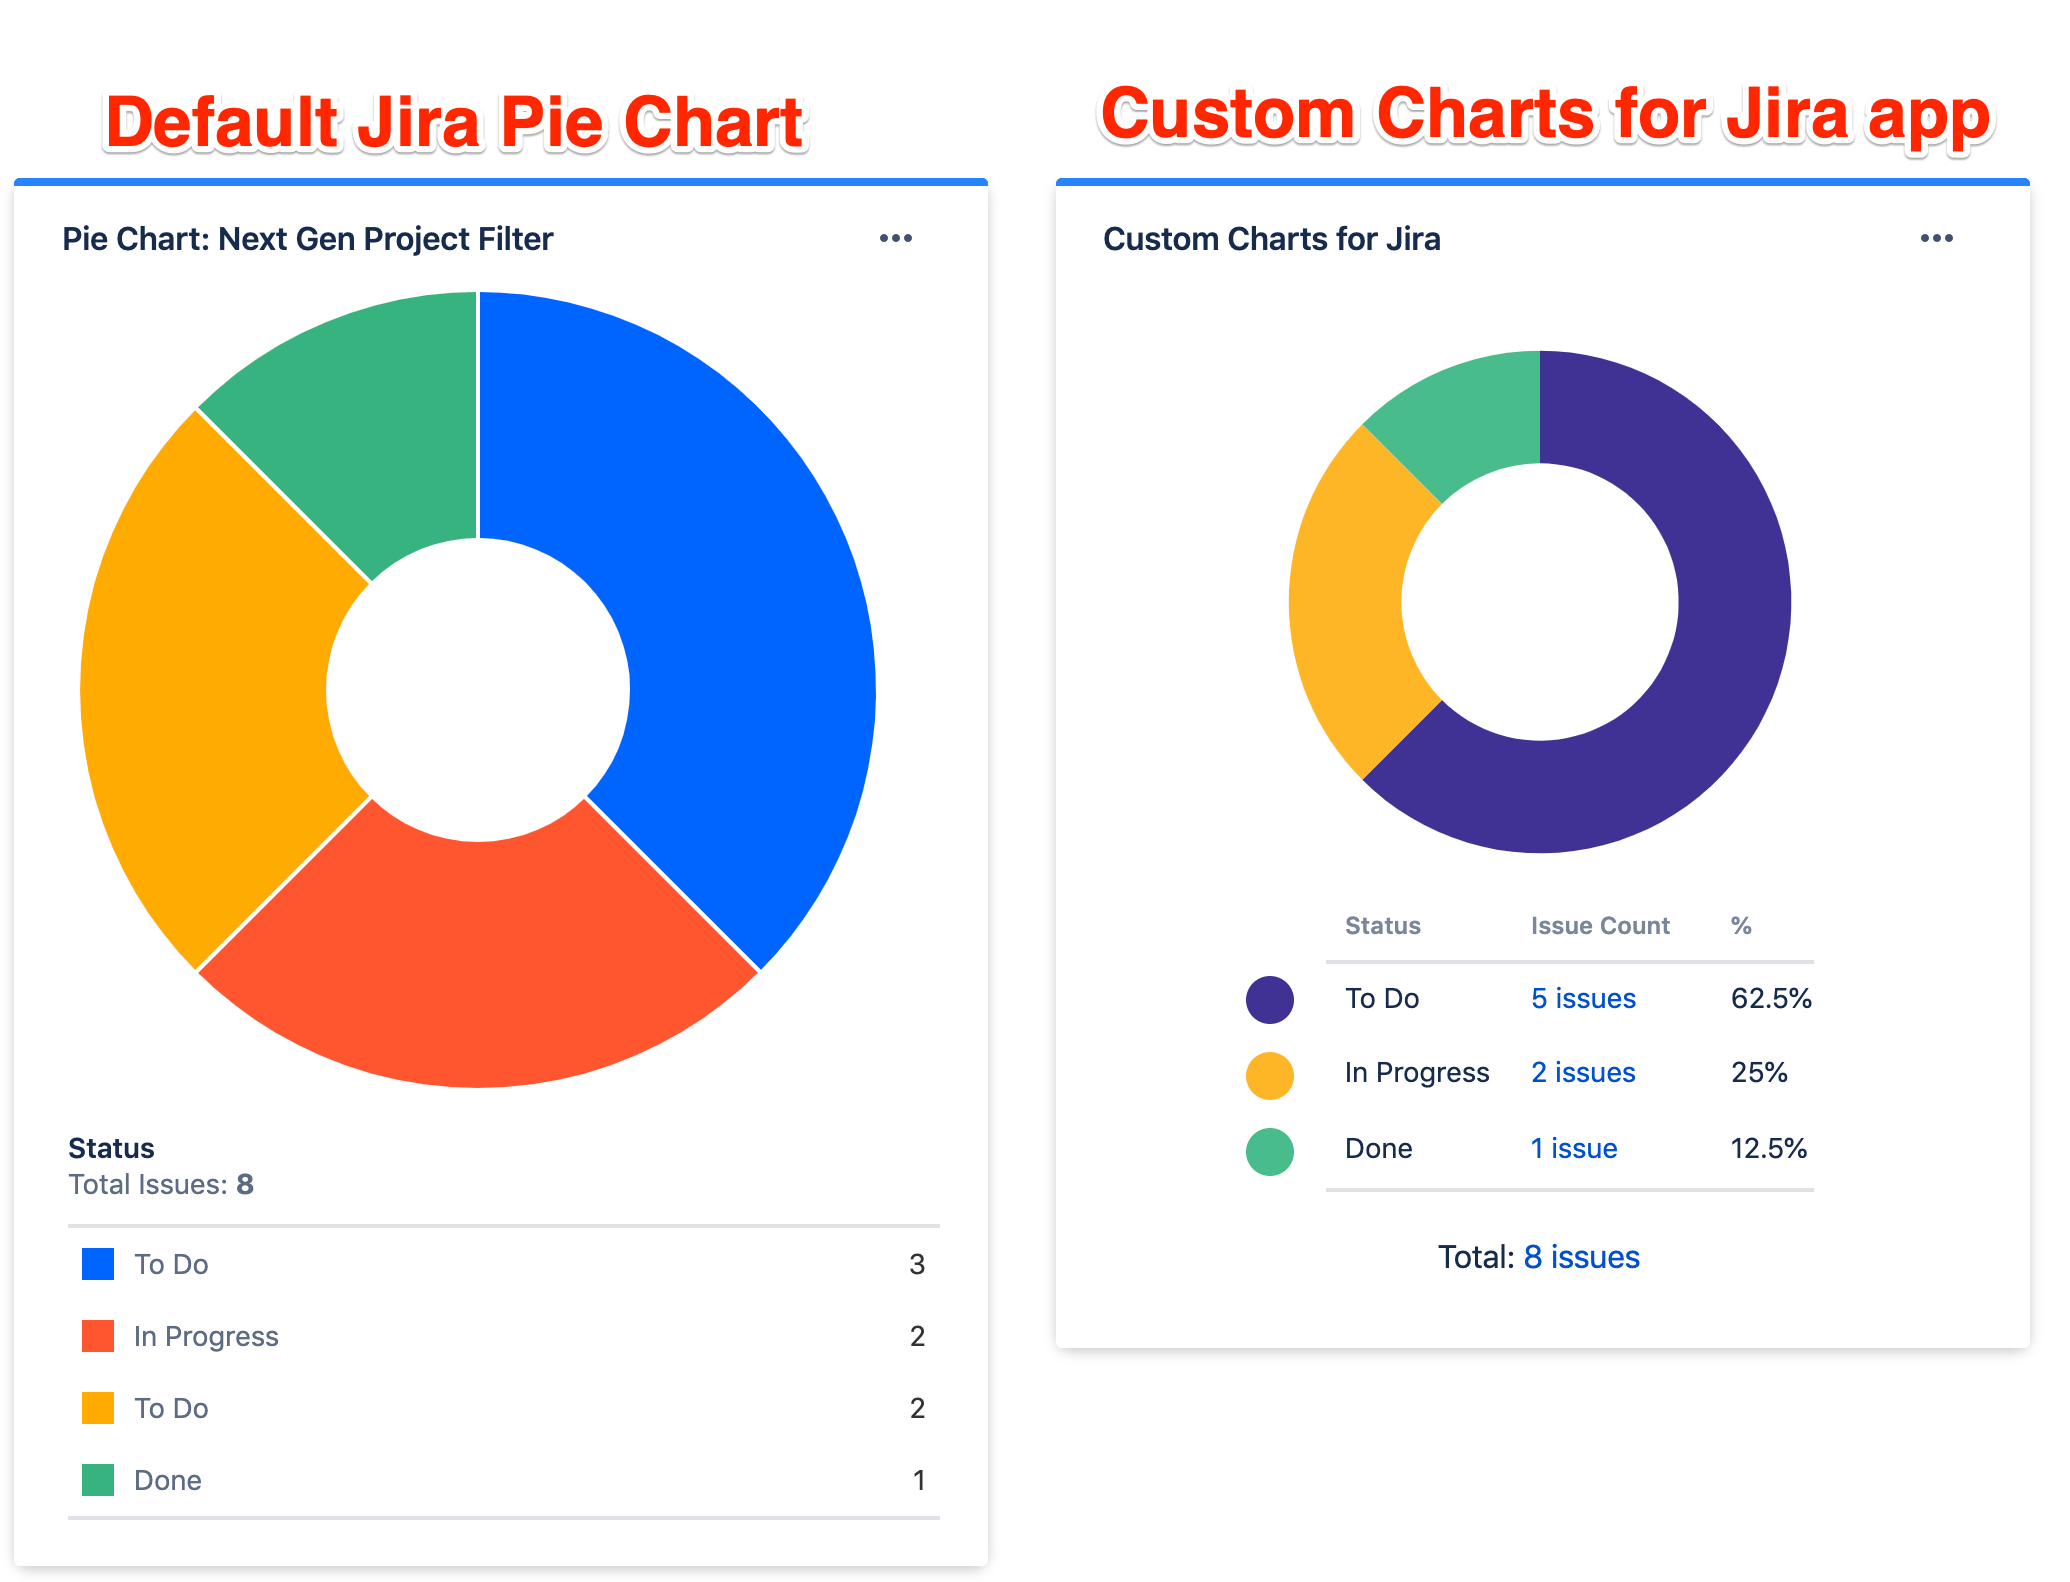 Default Jira Pie Chart
Pie Chart: Next Gen Project Filter
Status
Total Issues: 8
To Do 3
In Progress 2
To Do 2
Done 1
Custom Charts for Jira app
Custom Charts for Jira
Status Issue Count %
To Do 5 issues 62.5%
In Progress 2 issues 25%
Done 1 issue 12.5%
Total: 8 issues